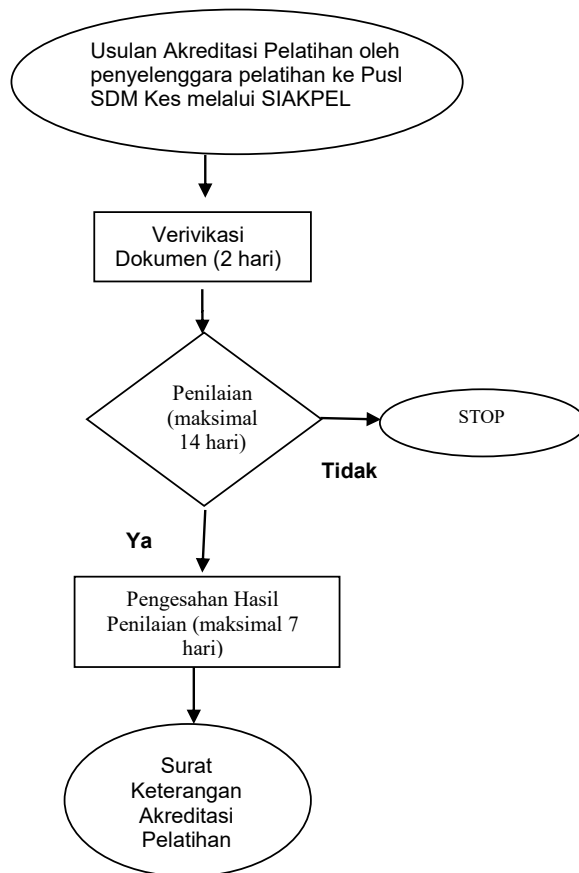 Usulan Akreditasi Pelatihan oleh
penyelenggara pelatihan ke Pusl
SDM Kes melalui SIAKPEL
Verivikasi
Dokumen (2 hari)
Penilaian
(maksimal
14 hari)
STOP
Tidak
Ya
Pengesahan Hasil
Penilaian (maksimal 7
hari)
Surat
Keterangan
Akreditasi
Pelatihan